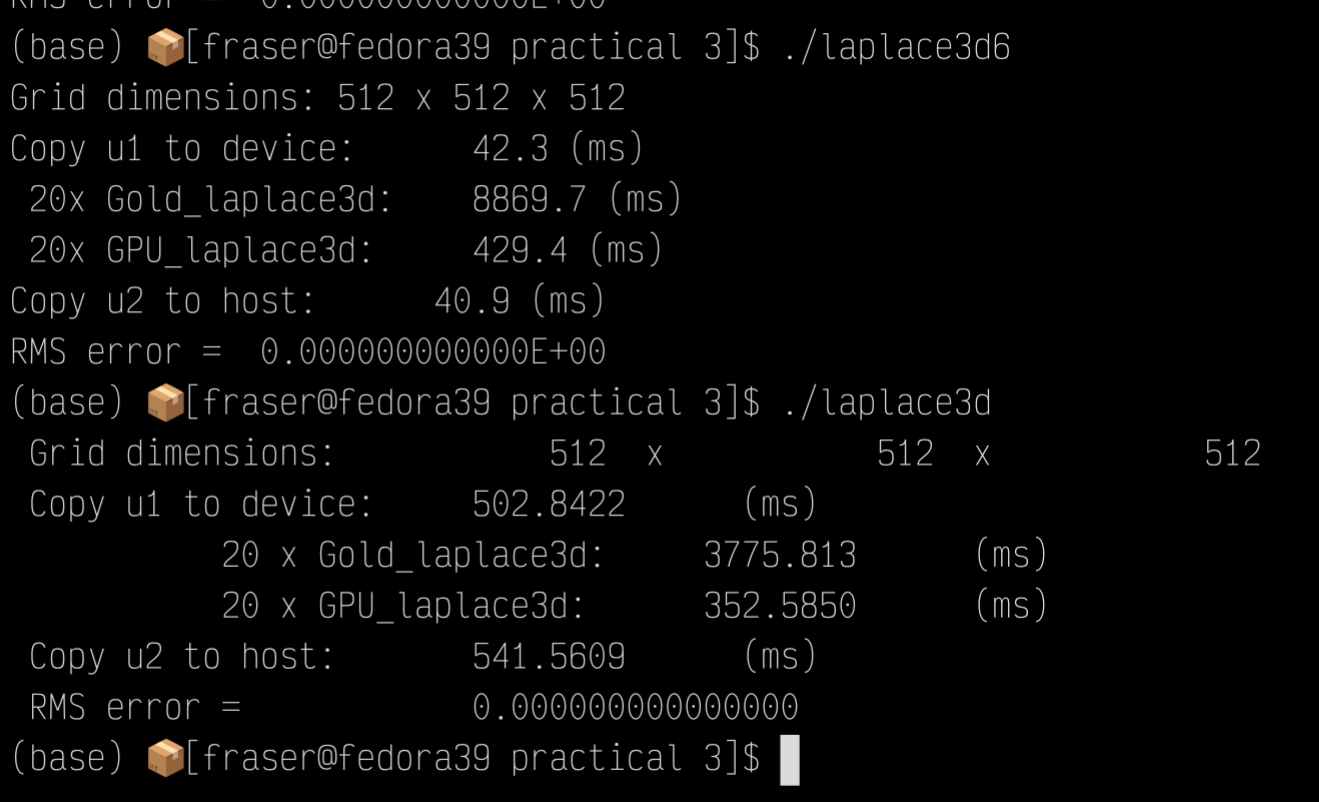 RMS error =  0.000000000000E+00
(base) 📦[fraser@fedora39 practical 3]$ ./laplace3d6
Grid dimensions: 512 x 512 x 512
Copy u1 to device:      42.3 (ms)
 20x Gold_laplace3d:    8869.7 (ms)
 20x GPU_laplace3d:     429.4 (ms)
Copy u2 to host:      40.9 (ms)
RMS error =  0.000000000000E+00
(base) 📦[fraser@fedora39 practical 3]$ ./laplace3d
 Grid dimensions:           512  x          512  x          512
 Copy u1 to device:     502.8422      (ms)
           20 x Gold_laplace3d:     3775.813      (ms)
           20 x GPU_laplace3d:      352.5850      (ms)
 Copy u2 to host:       541.5609      (ms)
 RMS error =            0.000000000000000
(base) 📦[fraser@fedora39 practical 3]$